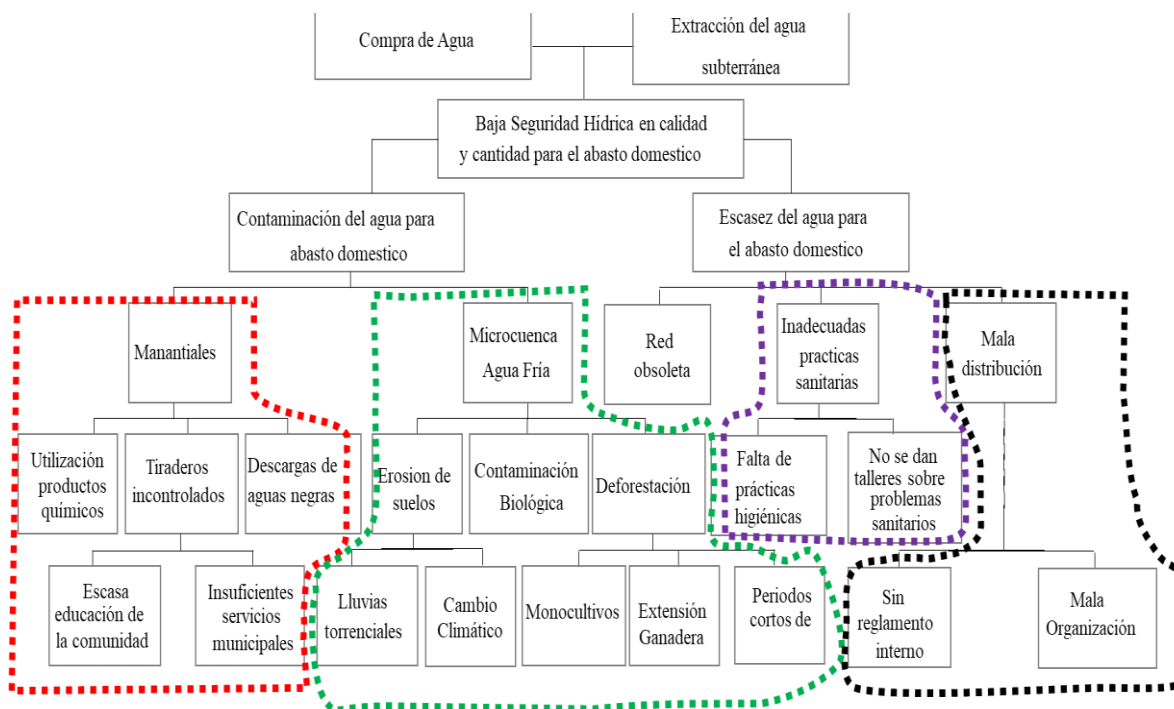 Compra de Agua
Extracción del agua
subterránea
Baja Seguridad Hídrica en calidad
y cantidad para el abasto domestico
Contaminación del agua para
abasto domestico
Escasez del agua para
el abasto domestico
Manantiales
Microcuenca
Agua Fría
Red
obsoleta
Inadecuadas
practicas
sanitarias
Mala
distribución
Utilización
productos
químicos
Tiraderos
incontrolados
Descargas de
aguas negras
Erosion de
suelos
Contaminación
Biológica
Deforestación
Falta de
prácticas
higiénicas
No se dan
talleres sobre
problemas
sanitarios
Escasa
educación de
la comunidad
Insuficientes
servicios
municipales
Lluvias
torrenciales
Cambio
Climático
Monocultivos
Extensión
Ganadera
Periodos
cortos de
Sin
reglamento
interno
Mala
Organización